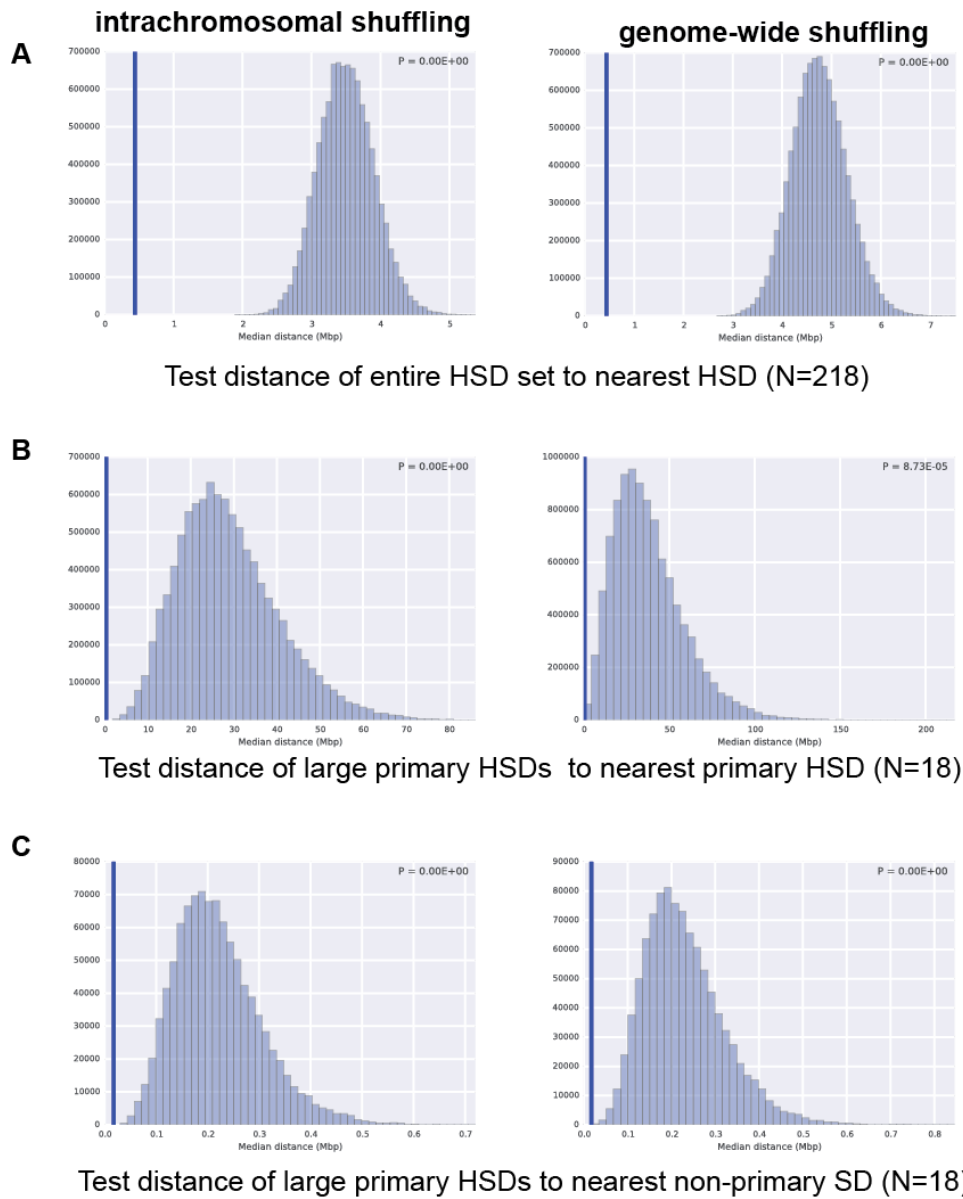 intrachromosomal shuffling
genome-wide shuffling
A
P = 0.00E+00
700000
600000
500000
400000
300000
200000
100000
0
0 1 2 3 4 5
Median distance (Mbp)
P = 0.00E+00
700000
600000
500000
400000
300000
200000
100000
0
0 1 2 3 4 5 6 7
Median distance (Mbp)
Test distance of entire HSD set to nearest HSD (N=218)
B
P = 0.00E+00
700000
600000
500000
400000
300000
200000
100000
0
0 10 20 30 40 50 60 70 80
Median distance (Mbp)
P = 8.73E-05
1000000
800000
600000
400000
200000
0
0 50 100 150 200
Median distance (Mbp)
Test distance of large primary HSDs to nearest primary HSD (N=18)
C
P = 0.00E+00
80000
70000
60000
50000
40000
30000
20000
10000
0
0.0 0.1 0.2 0.3 0.4 0.5 0.6 0.7
Median distance (Mbp)
P = 0.00E+00
90000
80000
70000
60000
50000
40000
30000
20000
10000
0
0.0 0.1 0.2 0.3 0.4 0.5 0.6 0.7 0.8
Median distance (Mbp)
Test distance of large primary HSDs to nearest non-primary SD (N=18)